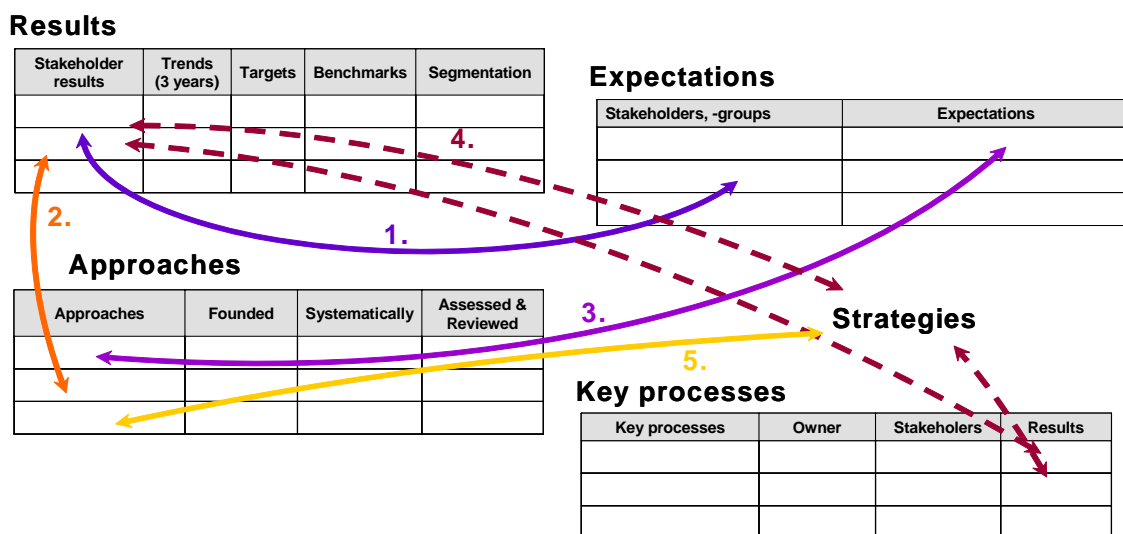 Results
Stakeholder results
Trends (3 years)
Targets
Benchmarks
Segmentation
Expectations
Stakeholders, -groups
Expectations
4.
2.
1.
Approaches
Approaches
Founded
Systematically
Assessed & Reviewed
3.
Strategies
5.
Key processes
Key processes
Owner
Stakeholers
Results